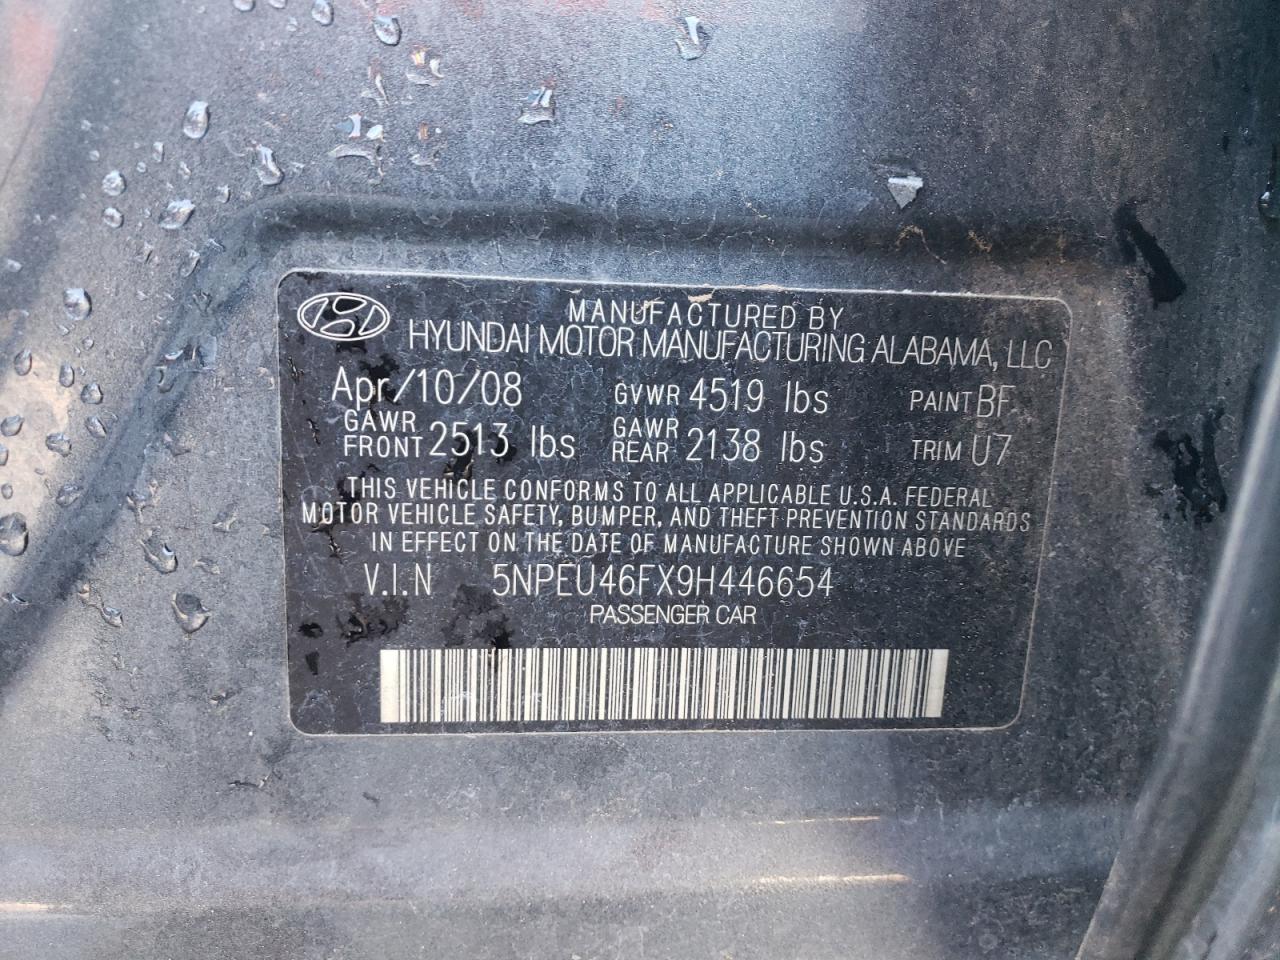 MANUFACTURED BY
HYUNDAI MOTOR MANUFACTURING ALABAMA, LLC
Apr/10/08 GVWR 4519 lbs PAINT BF
GAWR FRONT 2513 lbs GAWR REAR 2138 lbs TRIM U7
THIS VEHICLE CONFORMS TO ALL APPLICABLE U.S.A. FEDERAL
MOTOR VEHICLE SAFETY, BUMPER, AND THEFT PREVENTION STANDARDS
IN EFFECT ON THE DATE OF MANUFACTURE SHOWN ABOVE
V.I.N 5NPEU46FX9H446654
PASSENGER CAR